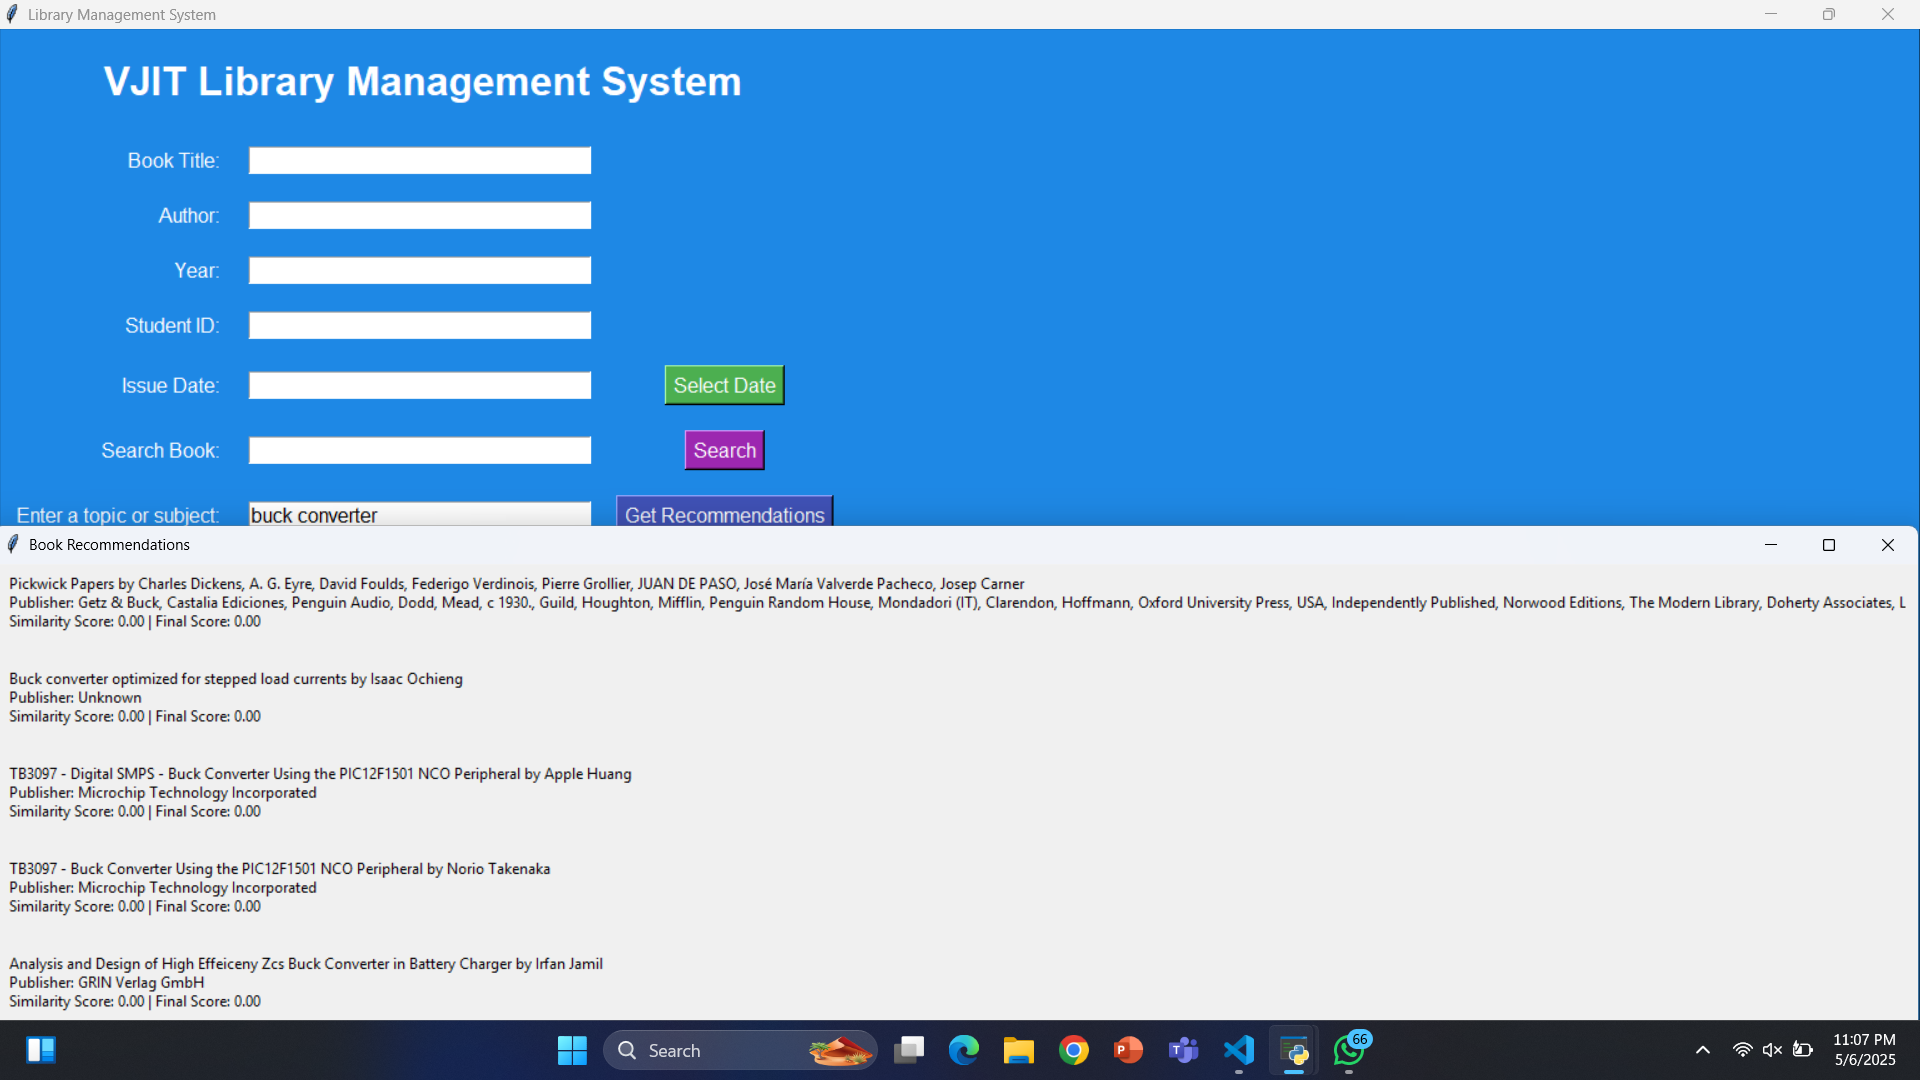 Library Management System
VJIT Library Management System
Book Title:
Author:
Year:
Student ID:
Issue Date:
Select Date
Search Book:
Search
Enter a topic or subject:
buck converter
Get Recommendations
Book Recommendations
Pickwick Papers by Charles Dickens, A. G. Eyre, David Foulds, Federigo Verdinois, Pierre Grollier, JUAN DE PASO, José María Valverde Pacheco, Josep Carner
Publisher: Getz & Buck, Castalia Ediciones, Penguin Audio, Dodd, Mead, c 1930., Guild, Houghton, Mifflin, Penguin Random House, Mondadori (IT), Clarendon, Hoffmann, Oxford University Press, USA, Independently Published, Norwood Editions, The Modern Library, Doherty Associates, L
Similarity Score: 0.00 | Final Score: 0.00
Buck converter optimized for stepped load currents by Isaac Ochieng
Publisher: Unknown
Similarity Score: 0.00 | Final Score: 0.00
TB3097 - Digital SMPS - Buck Converter Using the PIC12F1501 NCO Peripheral by Apple Huang
Publisher: Microchip Technology Incorporated
Similarity Score: 0.00 | Final Score: 0.00
TB3097 - Buck Converter Using the PIC12F1501 NCO Peripheral by Norio Takenaka
Publisher: Microchip Technology Incorporated
Similarity Score: 0.00 | Final Score: 0.00
Analysis and Design of High Effeiceny Zcs Buck Converter in Battery Charger by Irfan Jamil
Publisher: GRIN Verlag GmbH
Similarity Score: 0.00 | Final Score: 0.00
Search
66
11:07 PM
5/6/2025